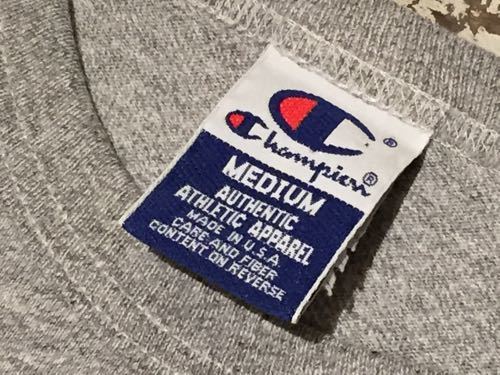 Champion®
®
MEDIUM
AUTHENTIC
ATHLETIC APPAREL
MADE IN U.S.A
CARE AND FIBER
CONTENT ON REVERSE